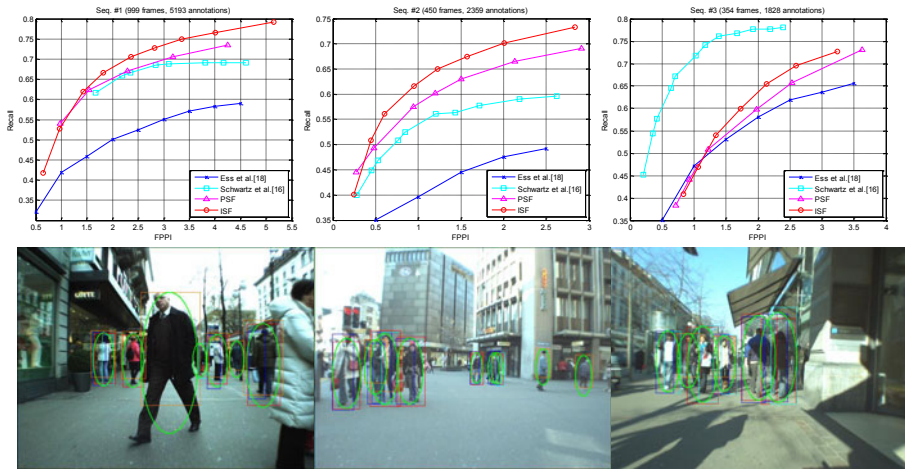 Seq. #1 (999 frames, 5193 annotations)
0.8
0.75
0.7
0.65
0.6
0.55
0.5
0.45
0.4
0.35
Recall
0.5 1 1.5 2 2.5 3 3.5 4 4.5 5 5.5
FPPI
Ess et al.[18]
Schwartz et al.[16]
PSF
ISF
Seq. #2 (450 frames, 2359 annotations)
0.75
0.7
0.65
0.6
0.55
0.5
0.45
0.4
0.35
Recall
0 0.5 1 1.5 2 2.5 3
FPPI
Ess et al.[18]
Schwartz et al.[16]
PSF
ISF
Seq. #3 (354 frames, 1828 annotations)
0.8
0.75
0.7
0.65
0.6
0.55
0.5
0.45
0.4
0.35
Recall
0 0.5 1 1.5 2 2.5 3 3.5 4
FPPI
Ess et al.[18]
Schwartz et al.[16]
PSF
ISF